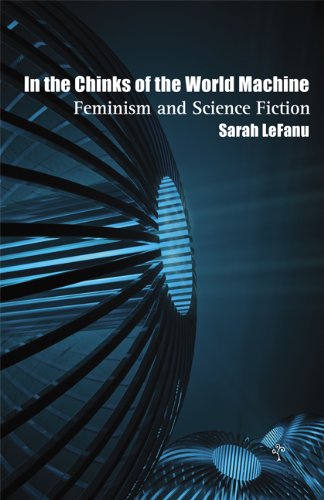 In the Chinks of the World Machine
Feminism and Science Fiction
Sarah LeFanu